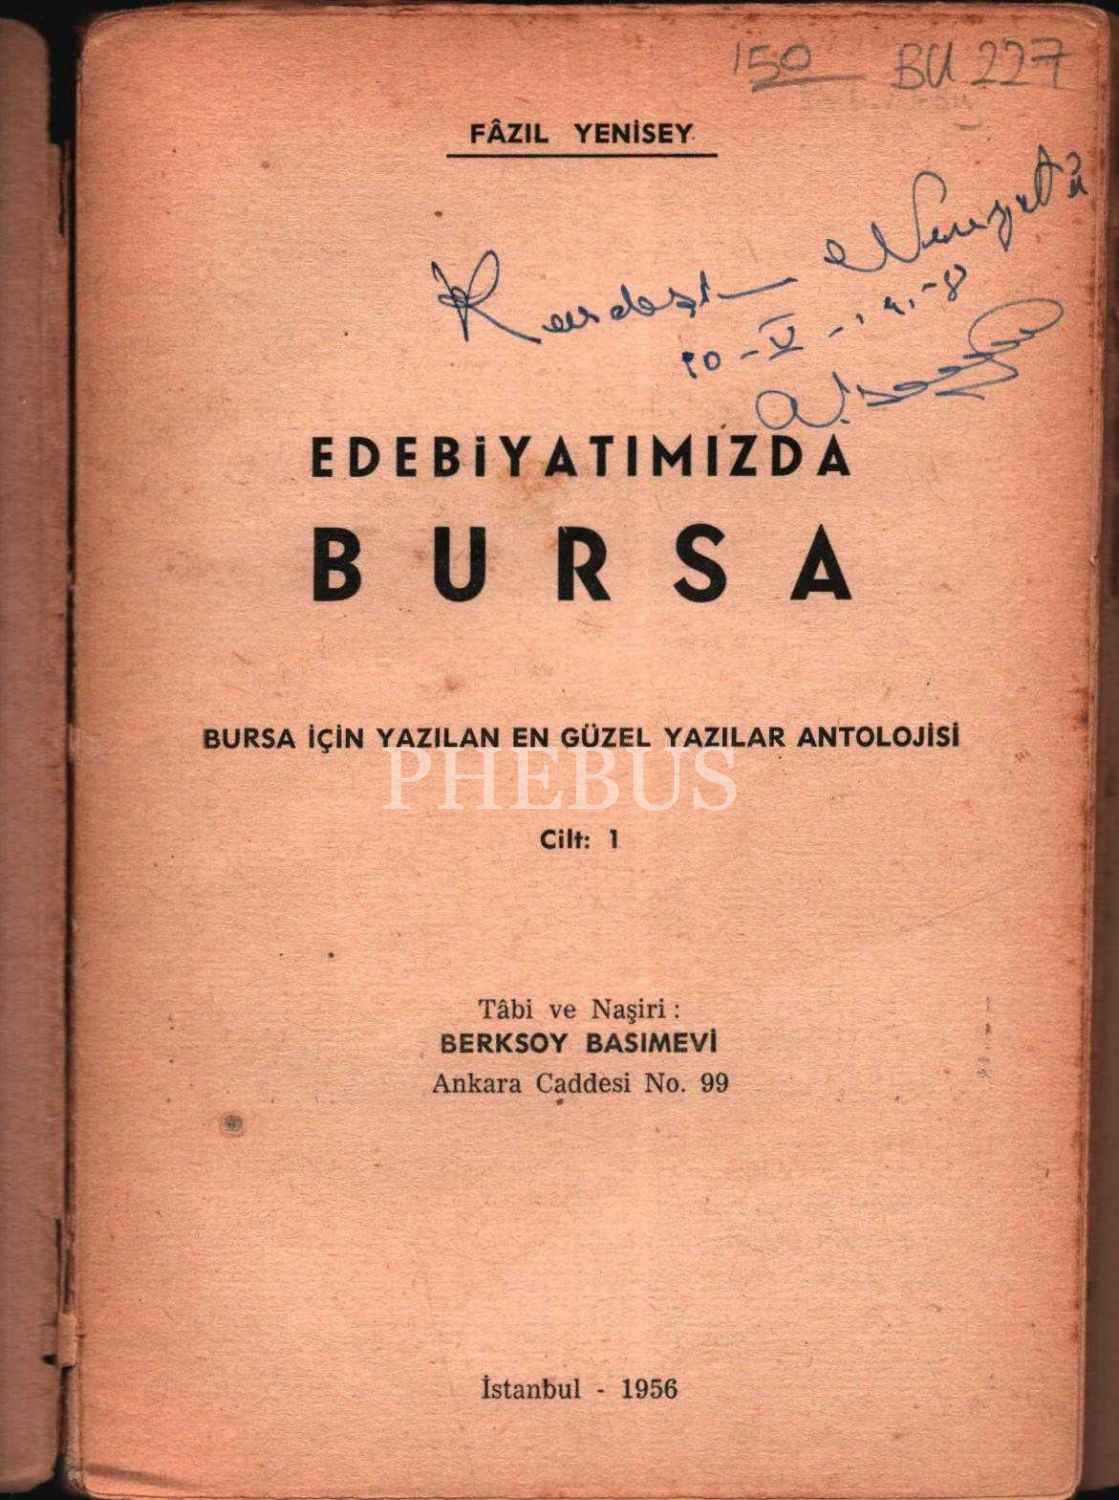 150 BU 227
FÂZIL YENİSEY
Kardeşi
EDEBİYATIMIZDA
BURSA
BURSA İÇİN YAZILAN EN GÜZEL YAZILAR ANTOLOJİSİ
PHEBUS
Cilt: 1
Tâbi ve Naşiri :
BERKSOY BASIMEVİ
Ankara Caddesi No. 99
İstanbul - 1956